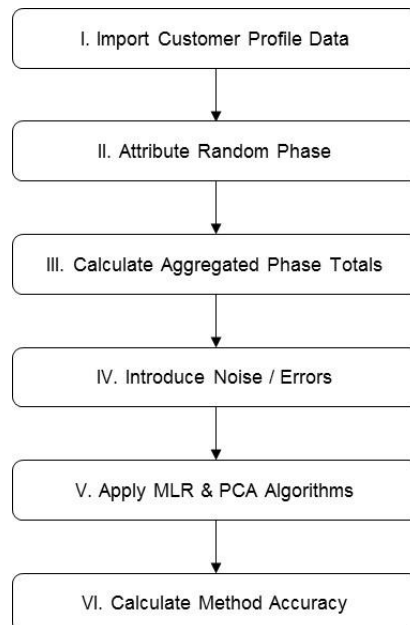 I. Import Customer Profile Data
II. Attribute Random Phase
III. Calculate Aggregated Phase Totals
IV. Introduce Noise / Errors
V. Apply MLR & PCA Algorithms
VI. Calculate Method Accuracy